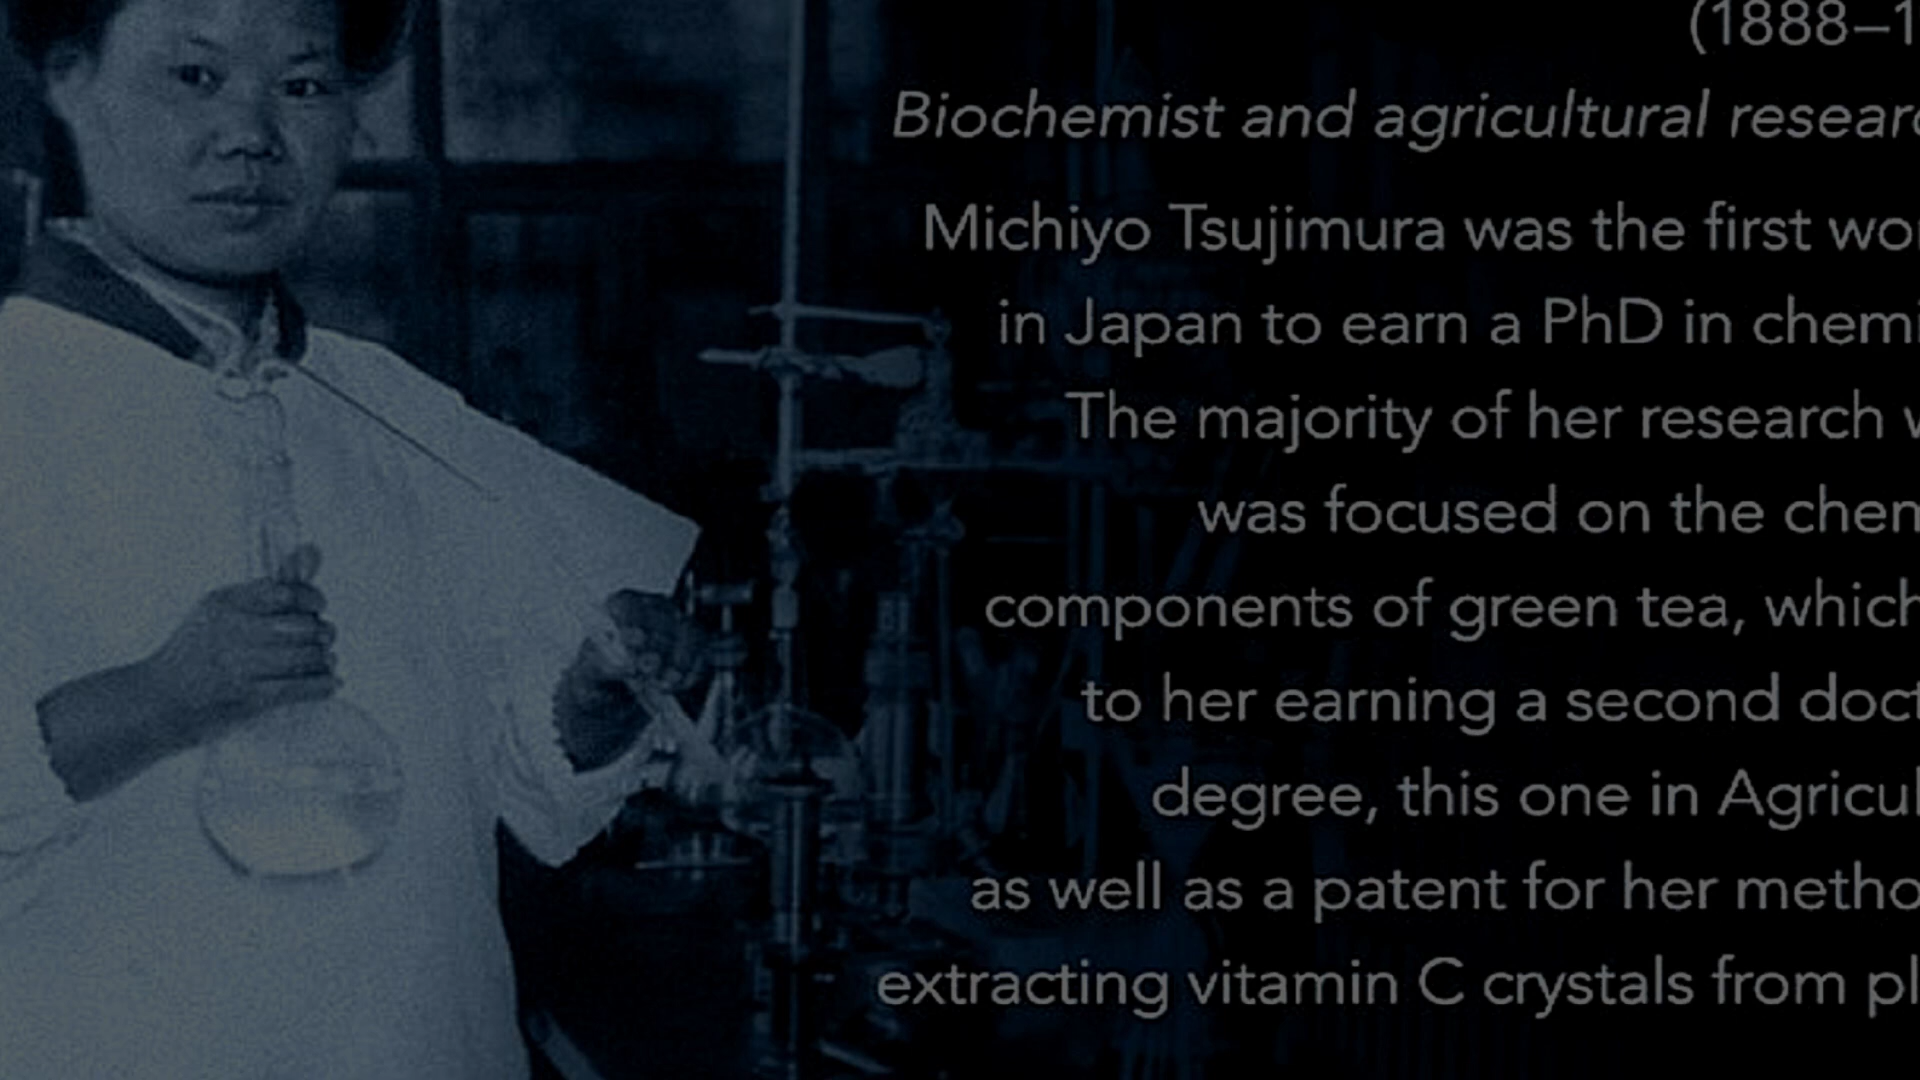 (1888–1
Biochemist and agricultural researc
Michiyo Tsujimura was the first wo
in Japan to earn a PhD in chemi
The majority of her research w
was focused on the chem
components of green tea, which
to her earning a second doct
degree, this one in Agricul
as well as a patent for her metho
extracting vitamin C crystals from pl